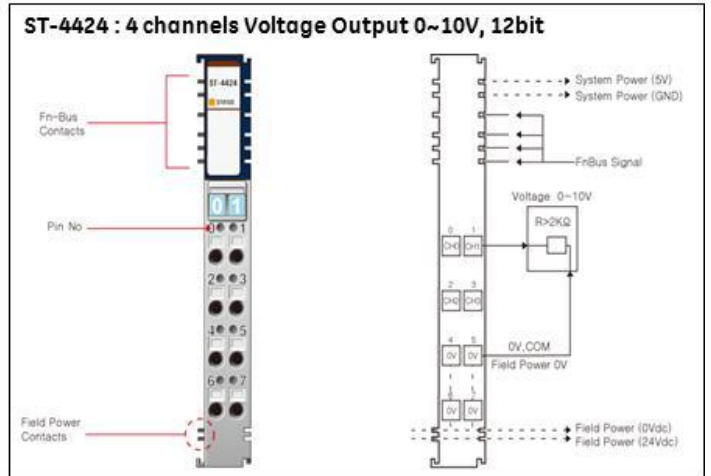 ST-4424 : 4 channels Voltage Output 0~10V, 12bit
ST-4424
STATUS
Fn-Bus
Contacts
0 1
Pin No
0 1
2 3
4 5
6 7
Field Power
Contacts
System Power (5V)
System Power (GND)
FnBus Signal
Voltage 0-10V
R>2KΩ
0 1
CH0 CH1
2 3
CH2 CH3
4 5
0V 0V
0V,COM
Field Power 0V
0V 0V
Field Power (0Vdc)
Field Power (24Vdc)